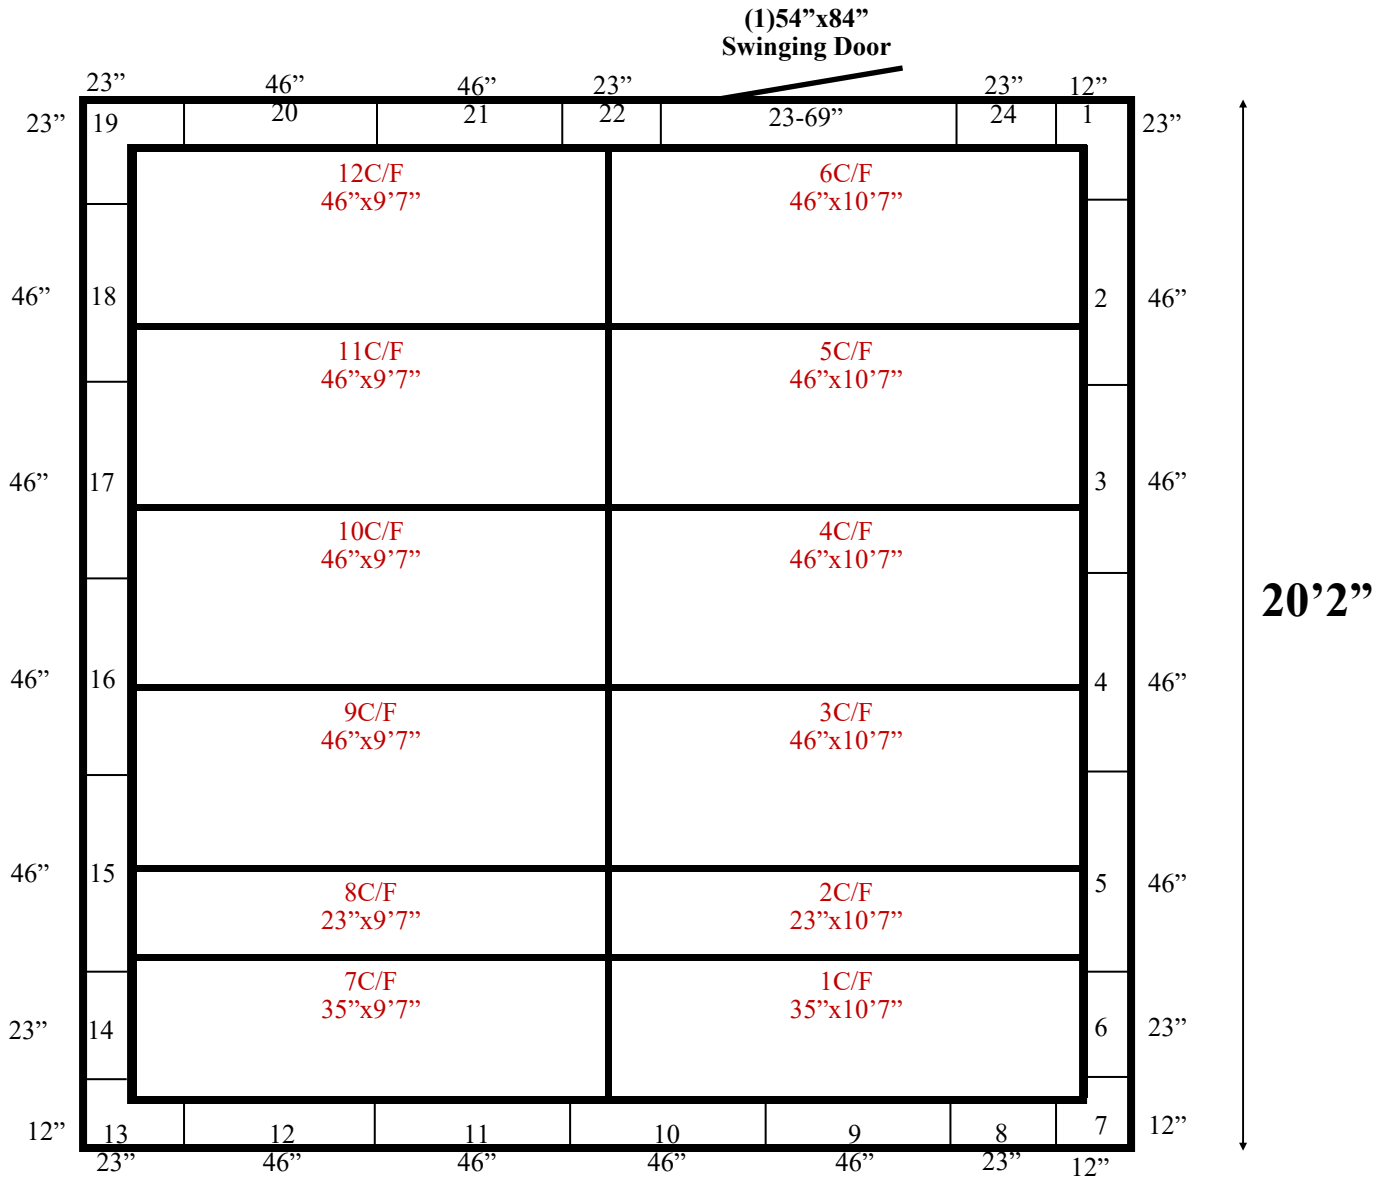 (1)54”x84”
Swinging Door
23” 46” 46” 23” 23” 12”
23” 19 20 21 22 23-69” 24 1 23”
12C/F 6C/F
46”x9’7” 46”x10’7”
46” 18 2 46”
11C/F 5C/F
46”x9’7” 46”x10’7”
46” 17 3 46”
10C/F 4C/F
46”x9’7” 46”x10’7”
20’2”
46” 16 4 46”
9C/F 3C/F
46”x9’7” 46”x10’7”
46” 15 5 46”
8C/F 2C/F
23”x9’7” 23”x10’7”
7C/F 1C/F
35”x9’7” 35”x10’7”
23” 14 6 23”
12” 13 12 11 10 9 8 7 12”
23” 46” 46” 46” 46” 23” 12”